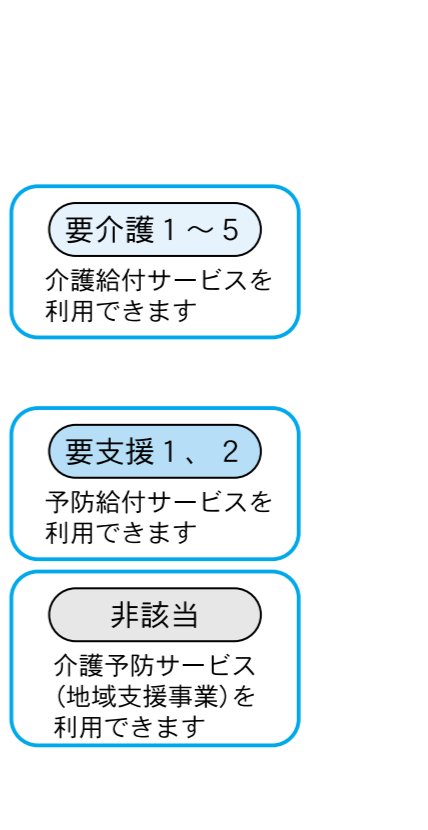 要介護1～5
介護給付サービスを
利用できます
要支援1、2
予防給付サービスを
利用できます
非該当
介護予防サービス
(地域支援事業)を
利用できます